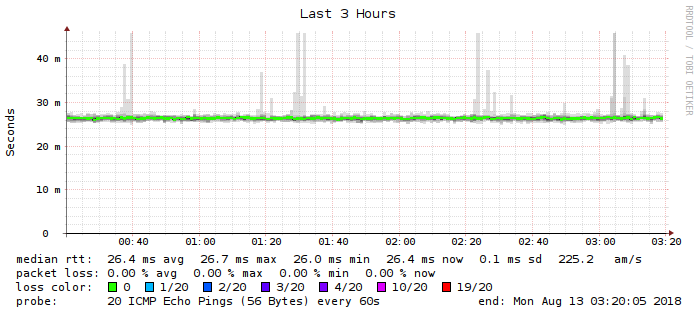 Last 3 Hours
RRDTOOL / TOBI OETIKER
Seconds
40 m
30 m
20 m
10 m
0
00:40 01:00 01:20 01:40 02:00 02:20 02:40 03:00 03:20
median rtt: 26.4 ms avg 26.7 ms max 26.0 ms min 26.4 ms now 0.1 ms sd 225.2 am/s
packet loss: 0.00 % avg 0.00 % max 0.00 % min 0.00 % now
loss color: 0 1/20 2/20 3/20 4/20 10/20 19/20
probe: 20 ICMP Echo Pings (56 Bytes) every 60s end: Mon Aug 13 03:20:05 2018